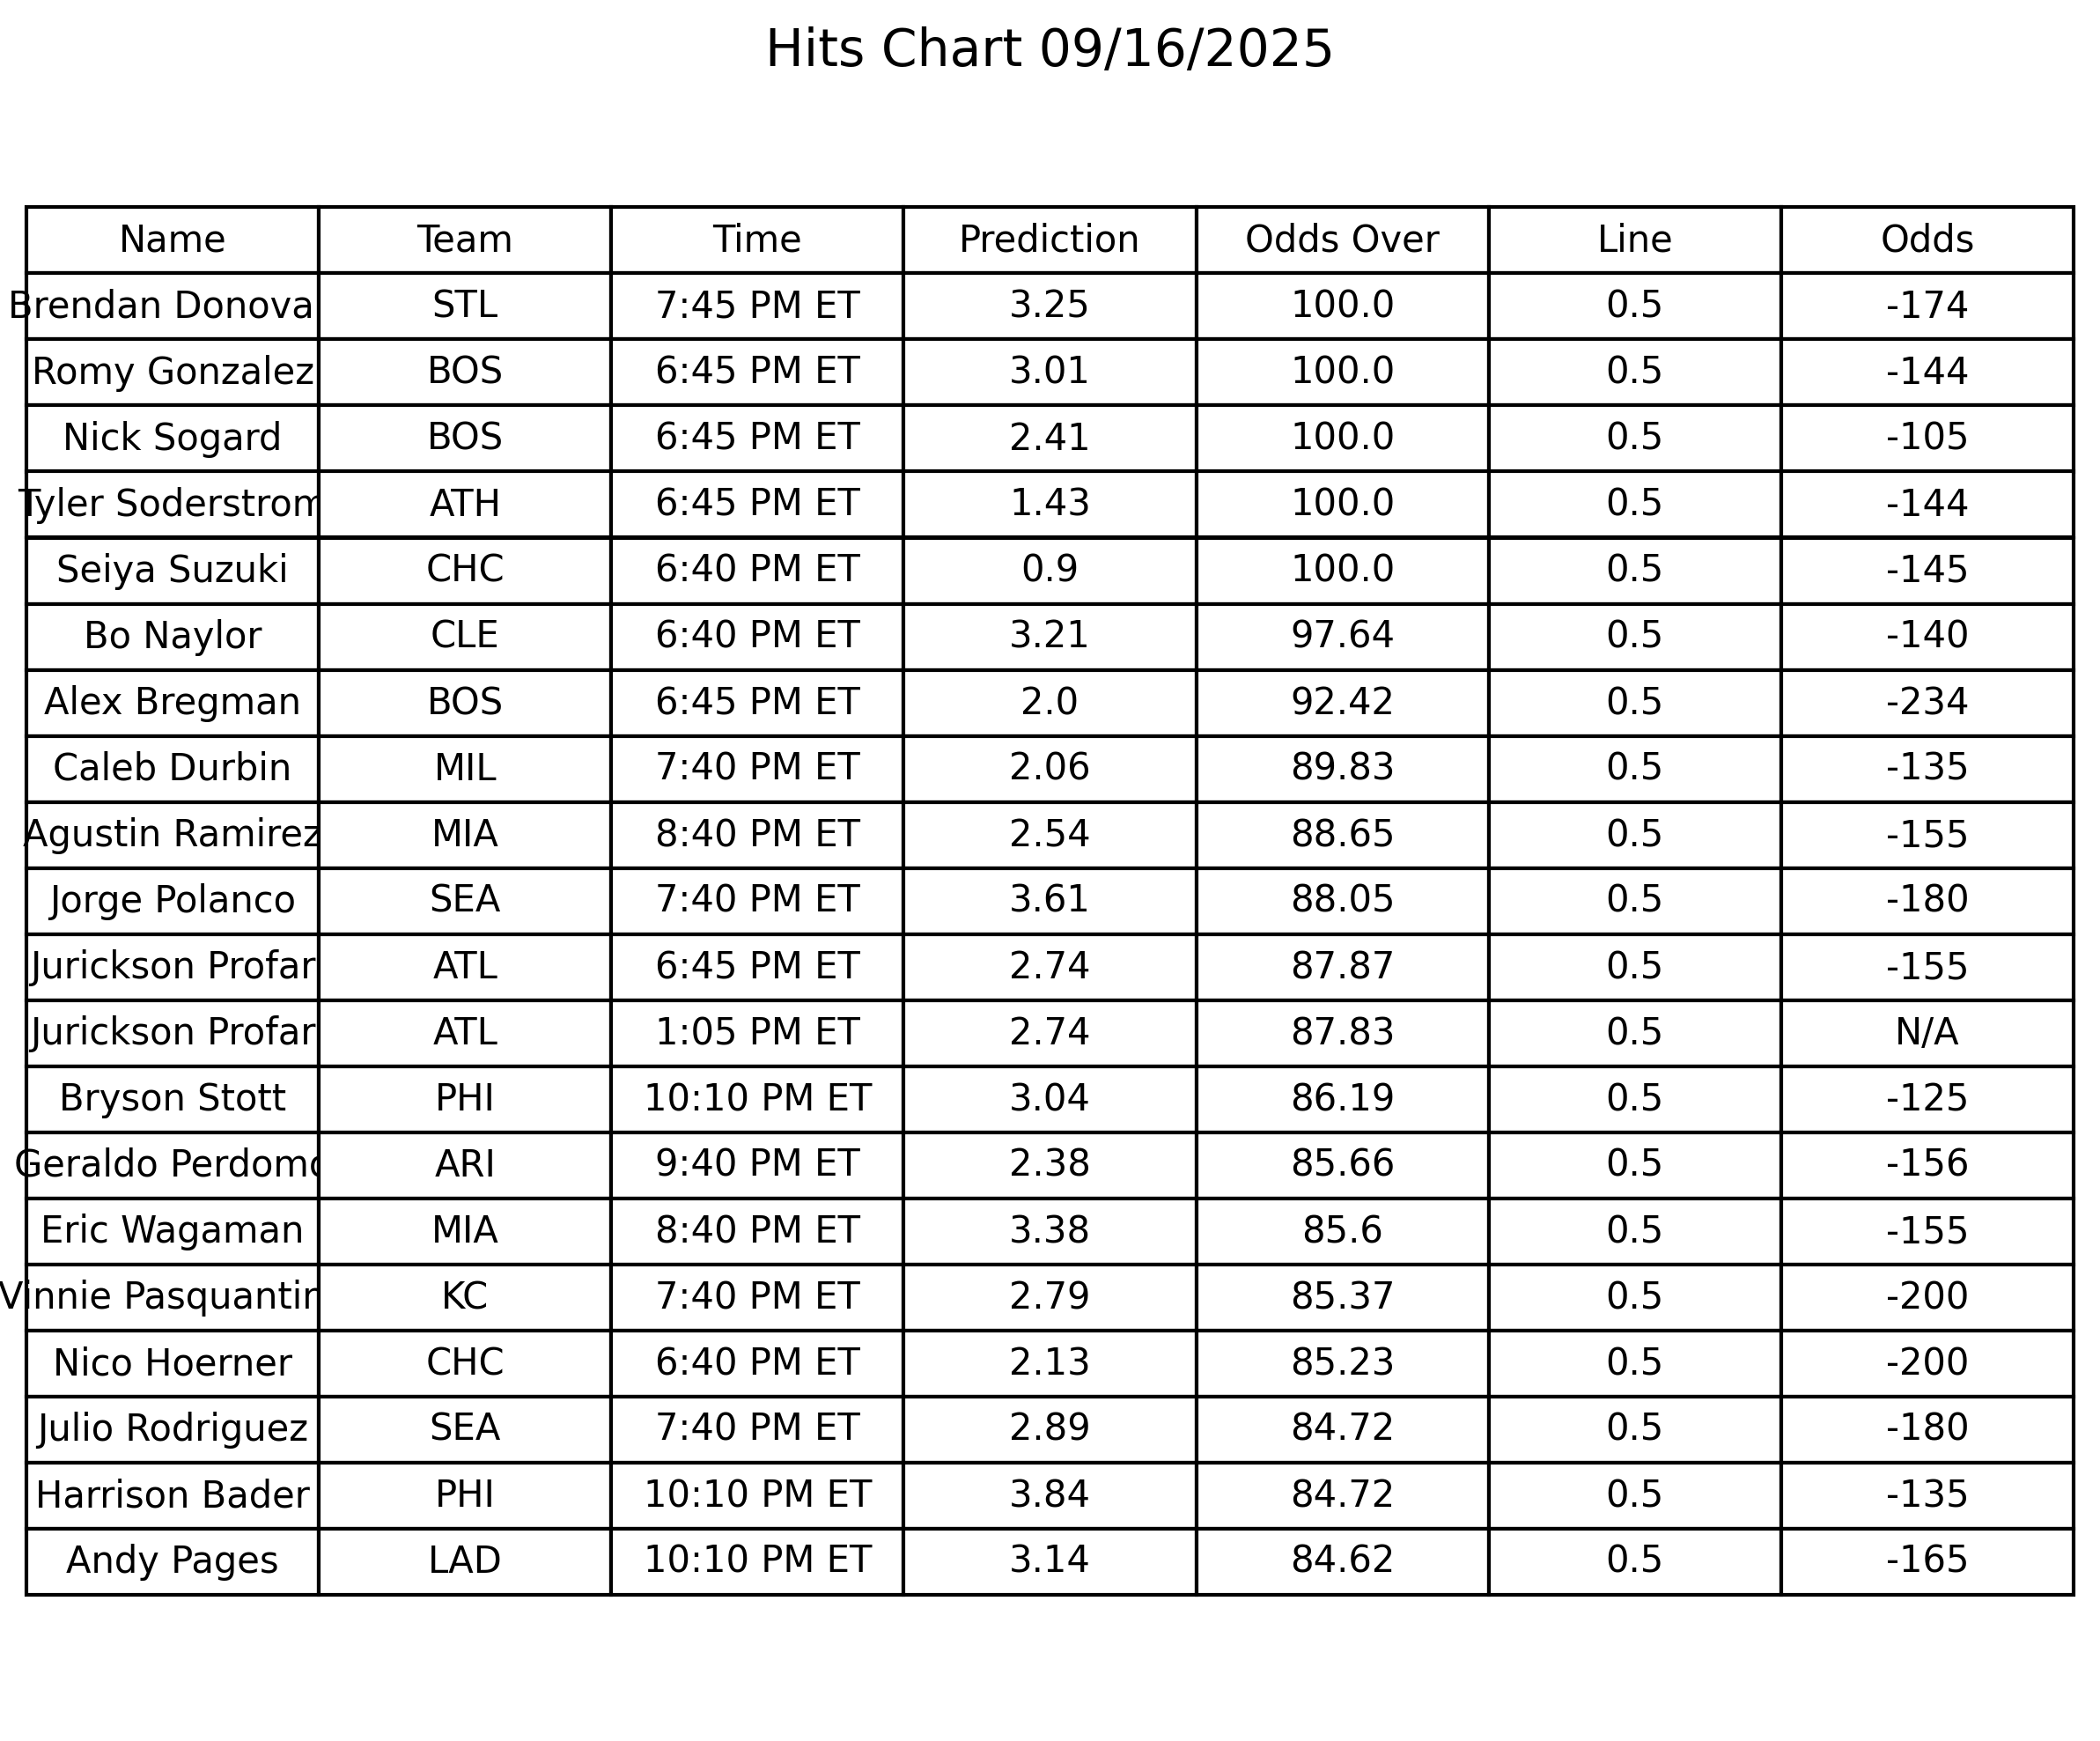 Hits Chart 09/16/2025
Name Team Time Prediction Odds Over Line Odds
Brendan Donova STL 7:45 PM ET 3.25 100.0 0.5 -174
Romy Gonzalez BOS 6:45 PM ET 3.01 100.0 0.5 -144
Nick Sogard BOS 6:45 PM ET 2.41 100.0 0.5 -105
Tyler Soderstrom ATH 6:45 PM ET 1.43 100.0 0.5 -144
Seiya Suzuki CHC 6:40 PM ET 0.9 100.0 0.5 -145
Bo Naylor CLE 6:40 PM ET 3.21 97.64 0.5 -140
Alex Bregman BOS 6:45 PM ET 2.0 92.42 0.5 -234
Caleb Durbin MIL 7:40 PM ET 2.06 89.83 0.5 -135
Agustin Ramirez MIA 8:40 PM ET 2.54 88.65 0.5 -155
Jorge Polanco SEA 7:40 PM ET 3.61 88.05 0.5 -180
Jurickson Profar ATL 6:45 PM ET 2.74 87.87 0.5 -155
Jurickson Profar ATL 1:05 PM ET 2.74 87.83 0.5 N/A
Bryson Stott PHI 10:10 PM ET 3.04 86.19 0.5 -125
Geraldo Perdomo ARI 9:40 PM ET 2.38 85.66 0.5 -156
Eric Wagaman MIA 8:40 PM ET 3.38 85.6 0.5 -155
Vinnie Pasquantin KC 7:40 PM ET 2.79 85.37 0.5 -200
Nico Hoerner CHC 6:40 PM ET 2.13 85.23 0.5 -200
Julio Rodriguez SEA 7:40 PM ET 2.89 84.72 0.5 -180
Harrison Bader PHI 10:10 PM ET 3.84 84.72 0.5 -135
Andy Pages LAD 10:10 PM ET 3.14 84.62 0.5 -165